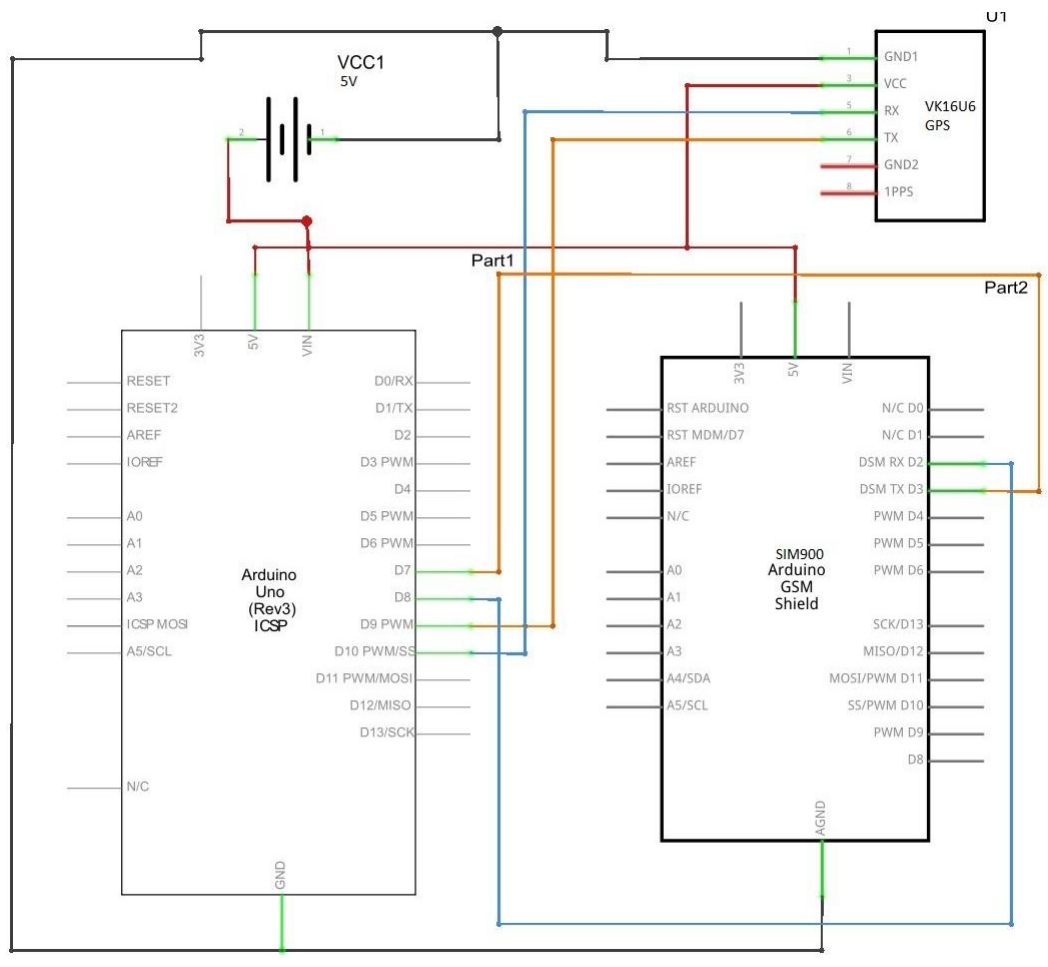 U1
VCC1
5V
2
1
1
GND1
3
VCC
5
RX
6
TX
7
GND2
8
1PPS
VK16U6
GPS
Part1
Part2
3V3
5V
VIN
RESET
RESET2
AREF
IOREF
A0
A1
A2
A3
ICSP MOSI
A5/SCL
N/C
D0/RX
D1/TX
D2
D3 PWM
D4
D5 PWM
D6 PWM
D7
D8
D9 PWM
D10 PWM/SS
D11 PWM/MOSI
D12/MISO
D13/SCK
Arduino
Uno
(Rev3)
ICSP
GND
3V3
5V
VIN
RST ARDUINO
RST MDM/D7
AREF
IOREF
N/C
A0
A1
A2
A3
A4/SDA
A5/SCL
N/C D0
N/C D1
DSM RX D2
DSM TX D3
PWM D4
PWM D5
PWM D6
SCK/D13
MISO/D12
MOSI/PWM D11
SS/PWM D10
PWM D9
D8
SIM900
Arduino
GSM
Shield
AGND